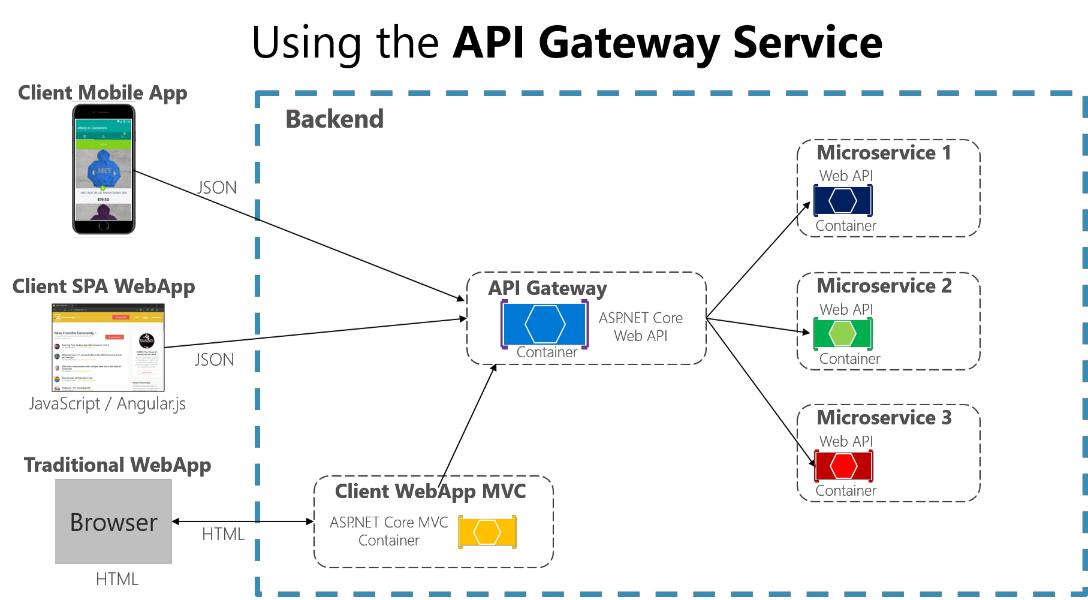 Using the API Gateway Service
Client Mobile App
Backend
JSON
Microservice 1
Web API
Container
Client SPA WebApp
JSON
JavaScript / Angular.js
API Gateway
ASP.NET Core
Web API
Container
Microservice 2
Web API
Container
Microservice 3
Web API
Container
Traditional WebApp
Browser
HTML
HTML
Client WebApp MVC
ASP.NET Core MVC
Container